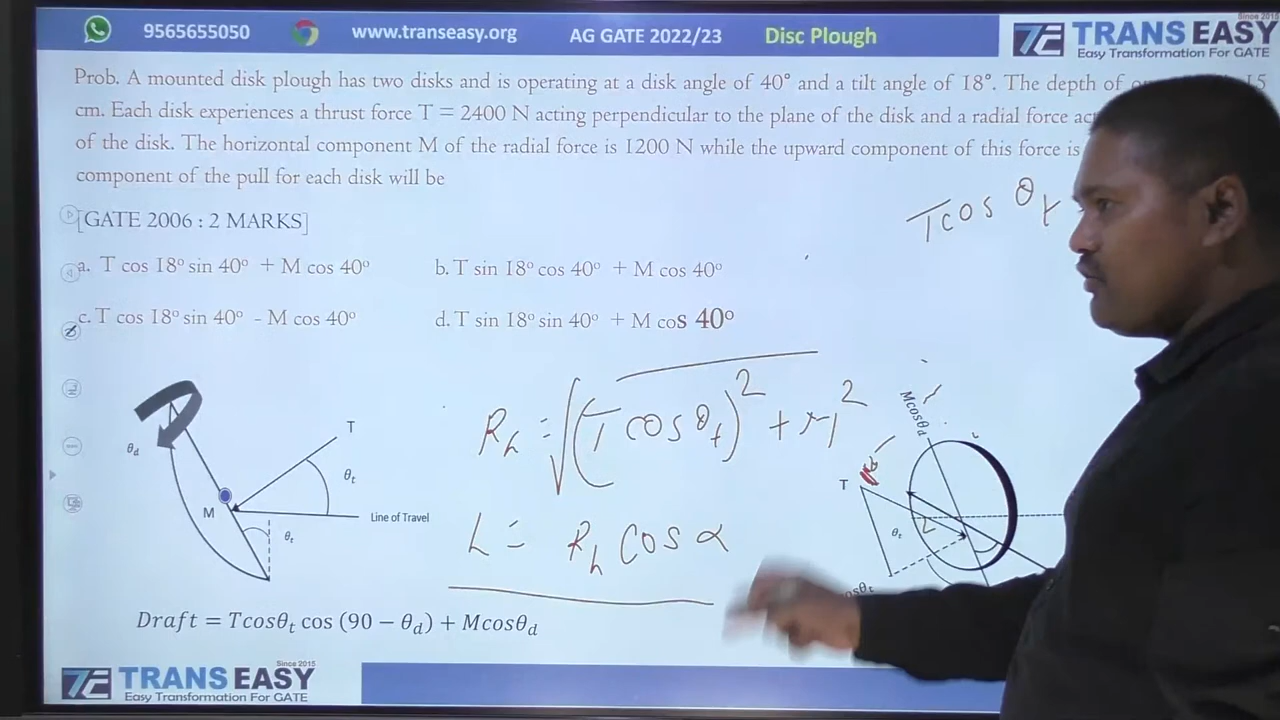 9565655050 www.transeasy.org AG GATE 2022/23 Disc Plough
Since 2015
TRANS EASY
Easy Transformation For GATE
Prob. A mounted disk plough has two disks and is operating at a disk angle of 40° and a tilt angle of 18°. The depth of 15
cm. Each disk experiences a thrust force T = 2400 N acting perpendicular to the plane of the disk and a radial force
of the disk. The horizontal component M of the radial force is 1200 N while the upward component of this force is
component of the pull for each disk will be
[GATE 2006 : 2 MARKS]
a. T cos 18° sin 40° + M cos 40°
b. T sin 18° cos 40° + M cos 40°
c. T cos 18° sin 40° - M cos 40°
d. T sin 18° sin 40° + M cos 40°
T cos θt
Rh = √(T cos θt)² + M²
L = Rh cos α
θd
M
T
θt
Line of Travel
θt
Mcosθd
T
θt
Draft = Tcosθt cos (90 − θd) + Mcosθd
Since 2015
TRANS EASY
Easy Transformation For GATE